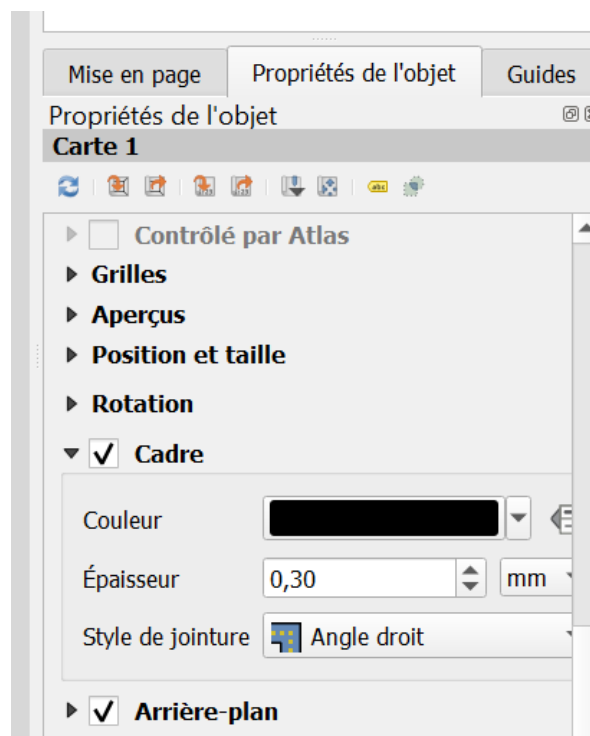 Mise en page Propriétés de l'objet Guides
Propriétés de l'objet
Carte 1
Contrôlé par Atlas
Grilles
Aperçus
Position et taille
Rotation
Cadre
Couleur
Épaisseur 0,30 mm
Style de jointure Angle droit
Arrière-plan